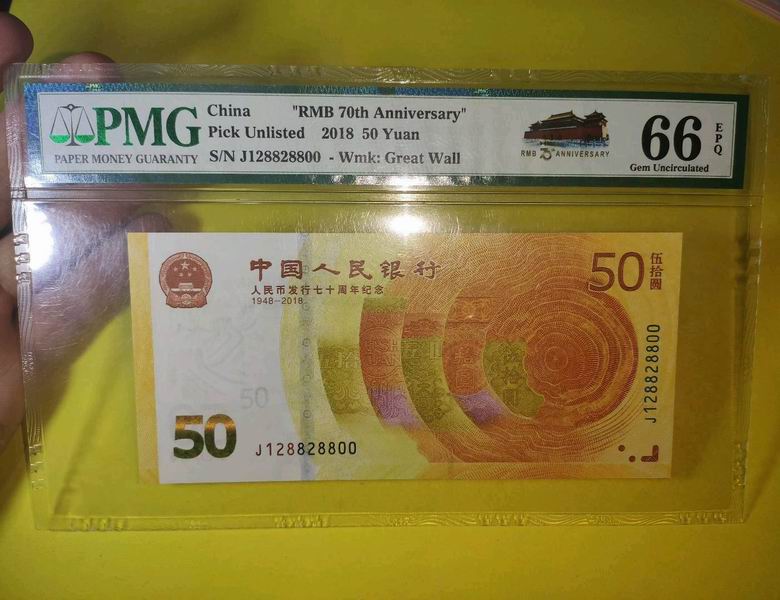 PMG
PAPER MONEY GUARANTY
China "RMB 70th Anniversary"
Pick Unlisted 2018 50 Yuan
S/N J128828800 - Wmk: Great Wall
RMB 70th ANNIVERSARY
66 EPQ
Gem Uncirculated
中国人民银行
人民币发行七十周年纪念
1948-2018
50 伍拾圆
50
50
J128828800
J128828800